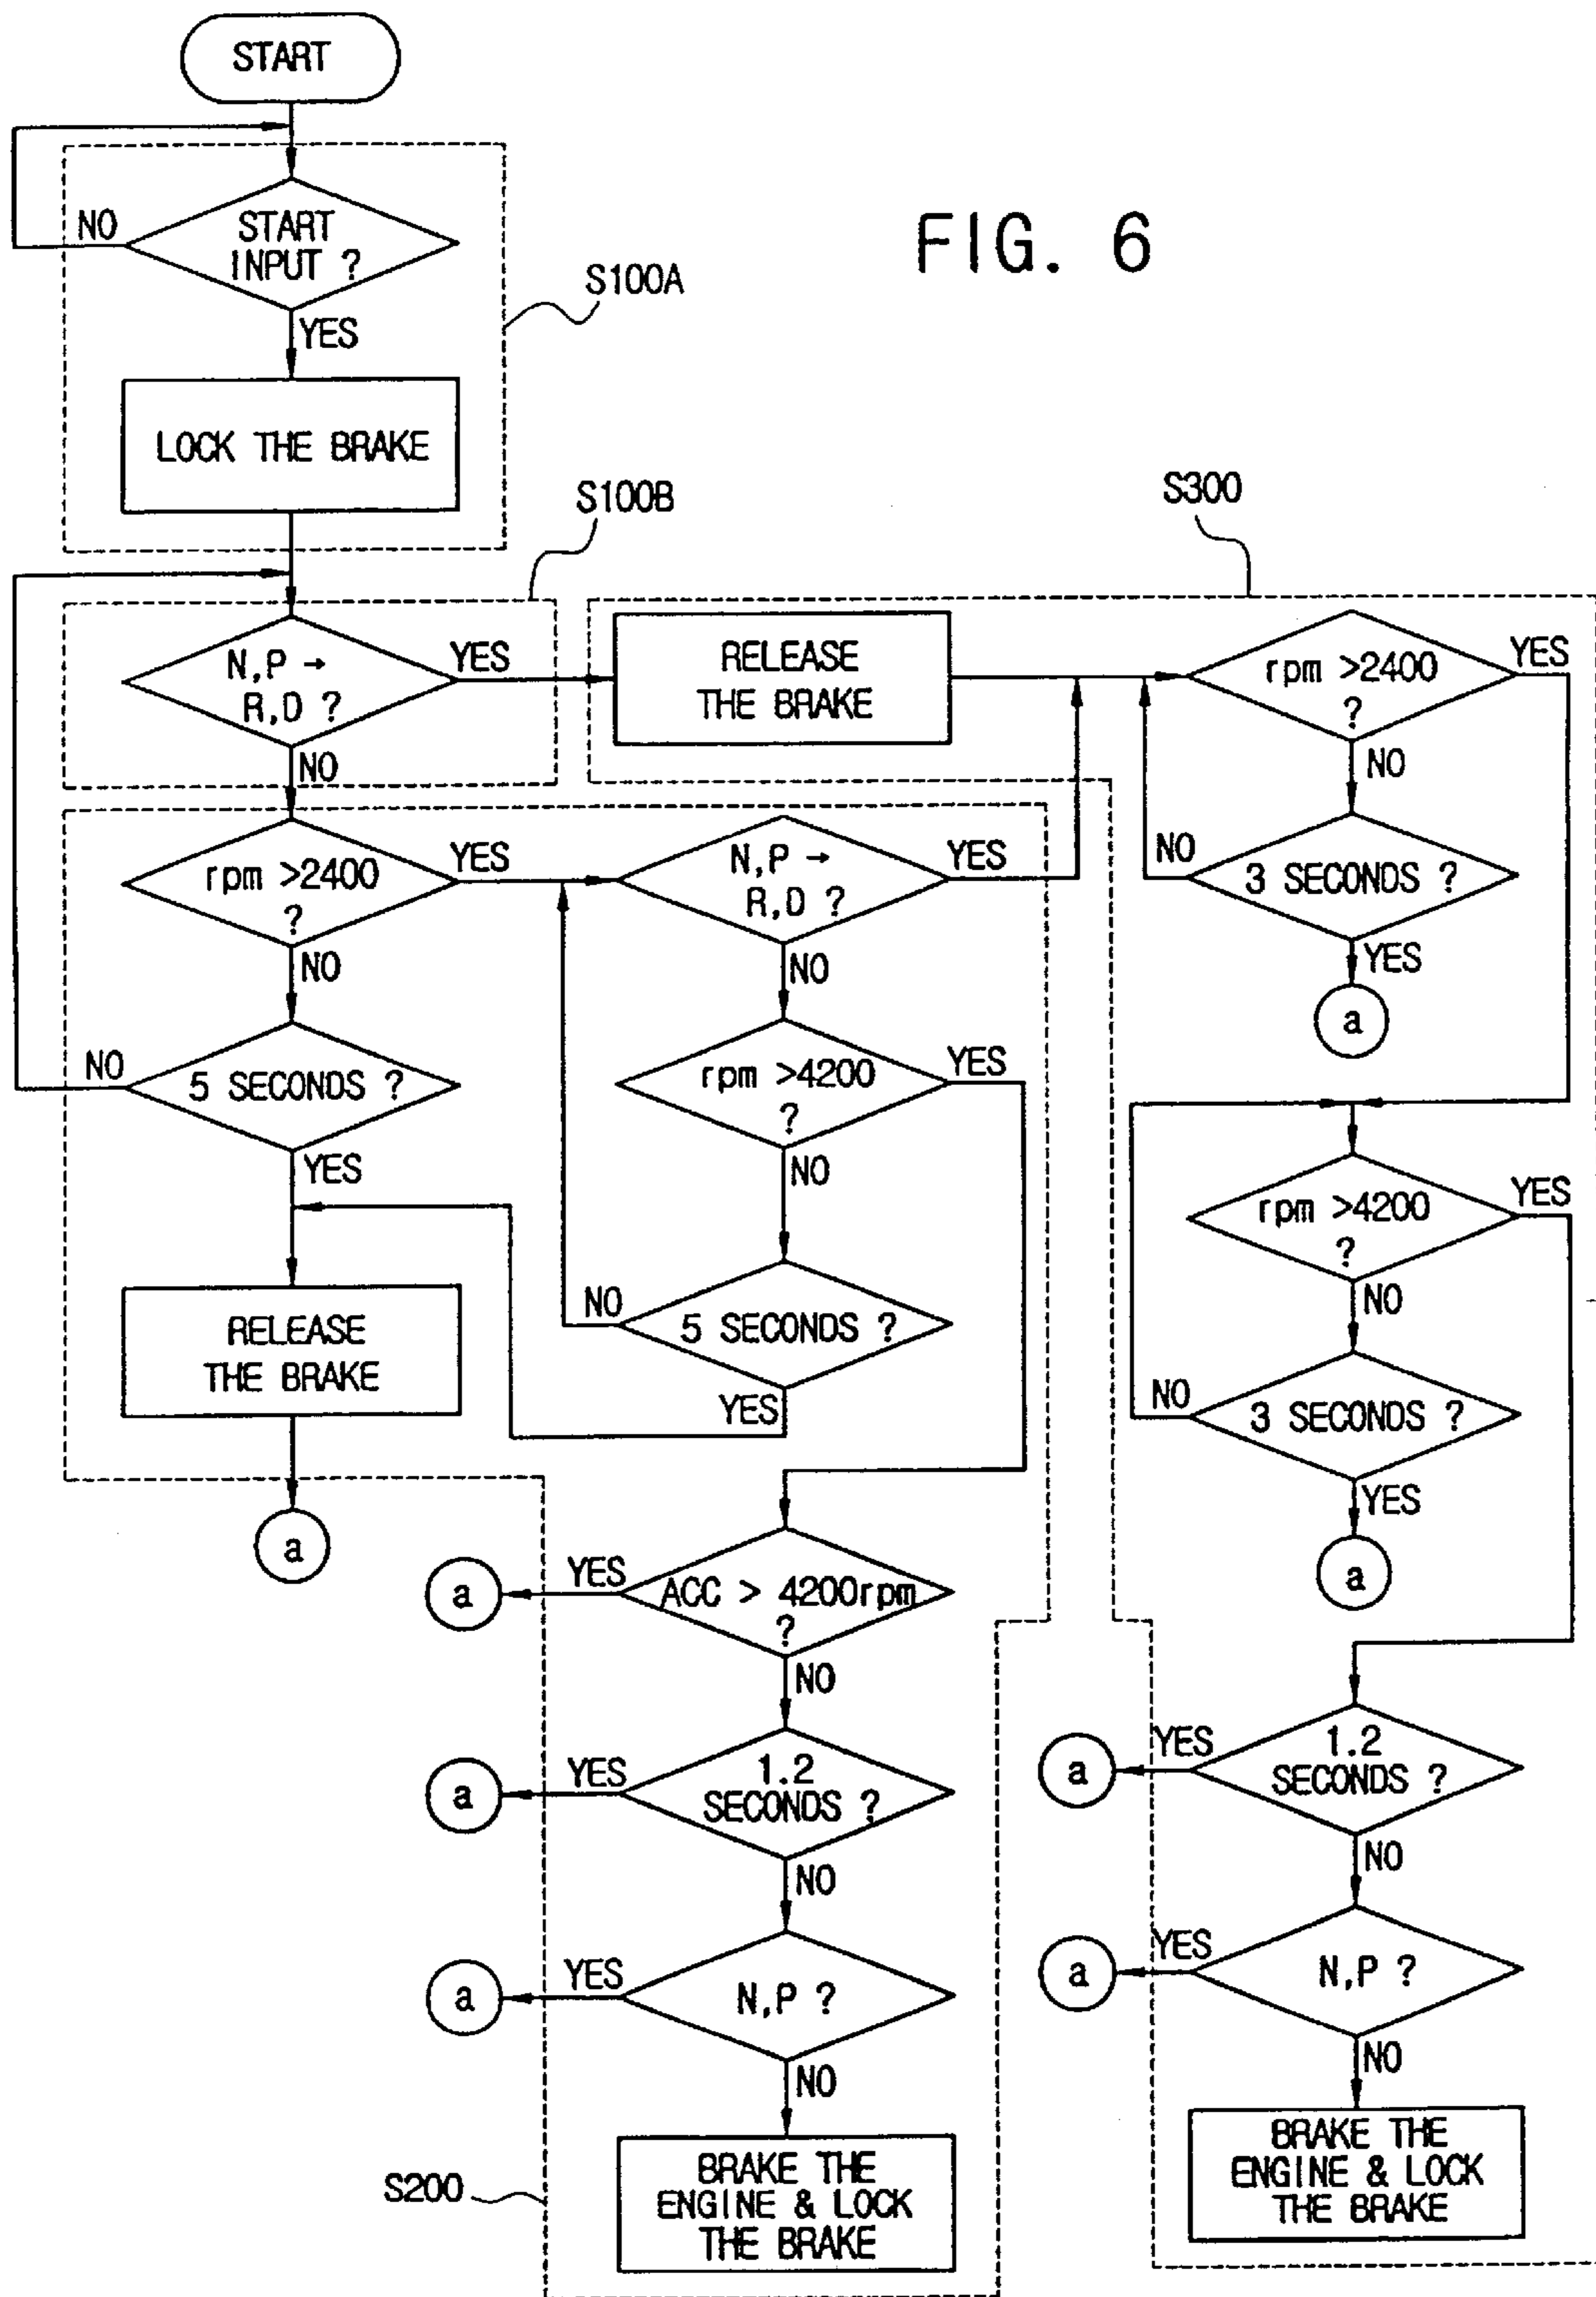 START
FIG. 6
NO
START
INPUT ?
S100A
YES
LOCK THE BRAKE
S100B
S300
N,P →
R,D ?
YES
NO
RELEASE
THE BRAKE
rpm >2400
?
YES
NO
3 SECONDS ?
NO
YES
a
rpm >2400
?
YES
NO
N,P →
R,D ?
YES
NO
5 SECONDS ?
NO
YES
rpm >4200
?
YES
NO
RELEASE
THE BRAKE
a
5 SECONDS ?
NO
YES
rpm >4200
?
YES
NO
3 SECONDS ?
NO
YES
a
ACC > 4200rpm
?
YES
a
NO
1.2
SECONDS ?
YES
a
NO
N,P ?
YES
a
NO
BRAKE THE
ENGINE & LOCK
THE BRAKE
S200
1.2
SECONDS ?
YES
a
NO
N,P ?
YES
a
NO
BRAKE THE
ENGINE & LOCK
THE BRAKE